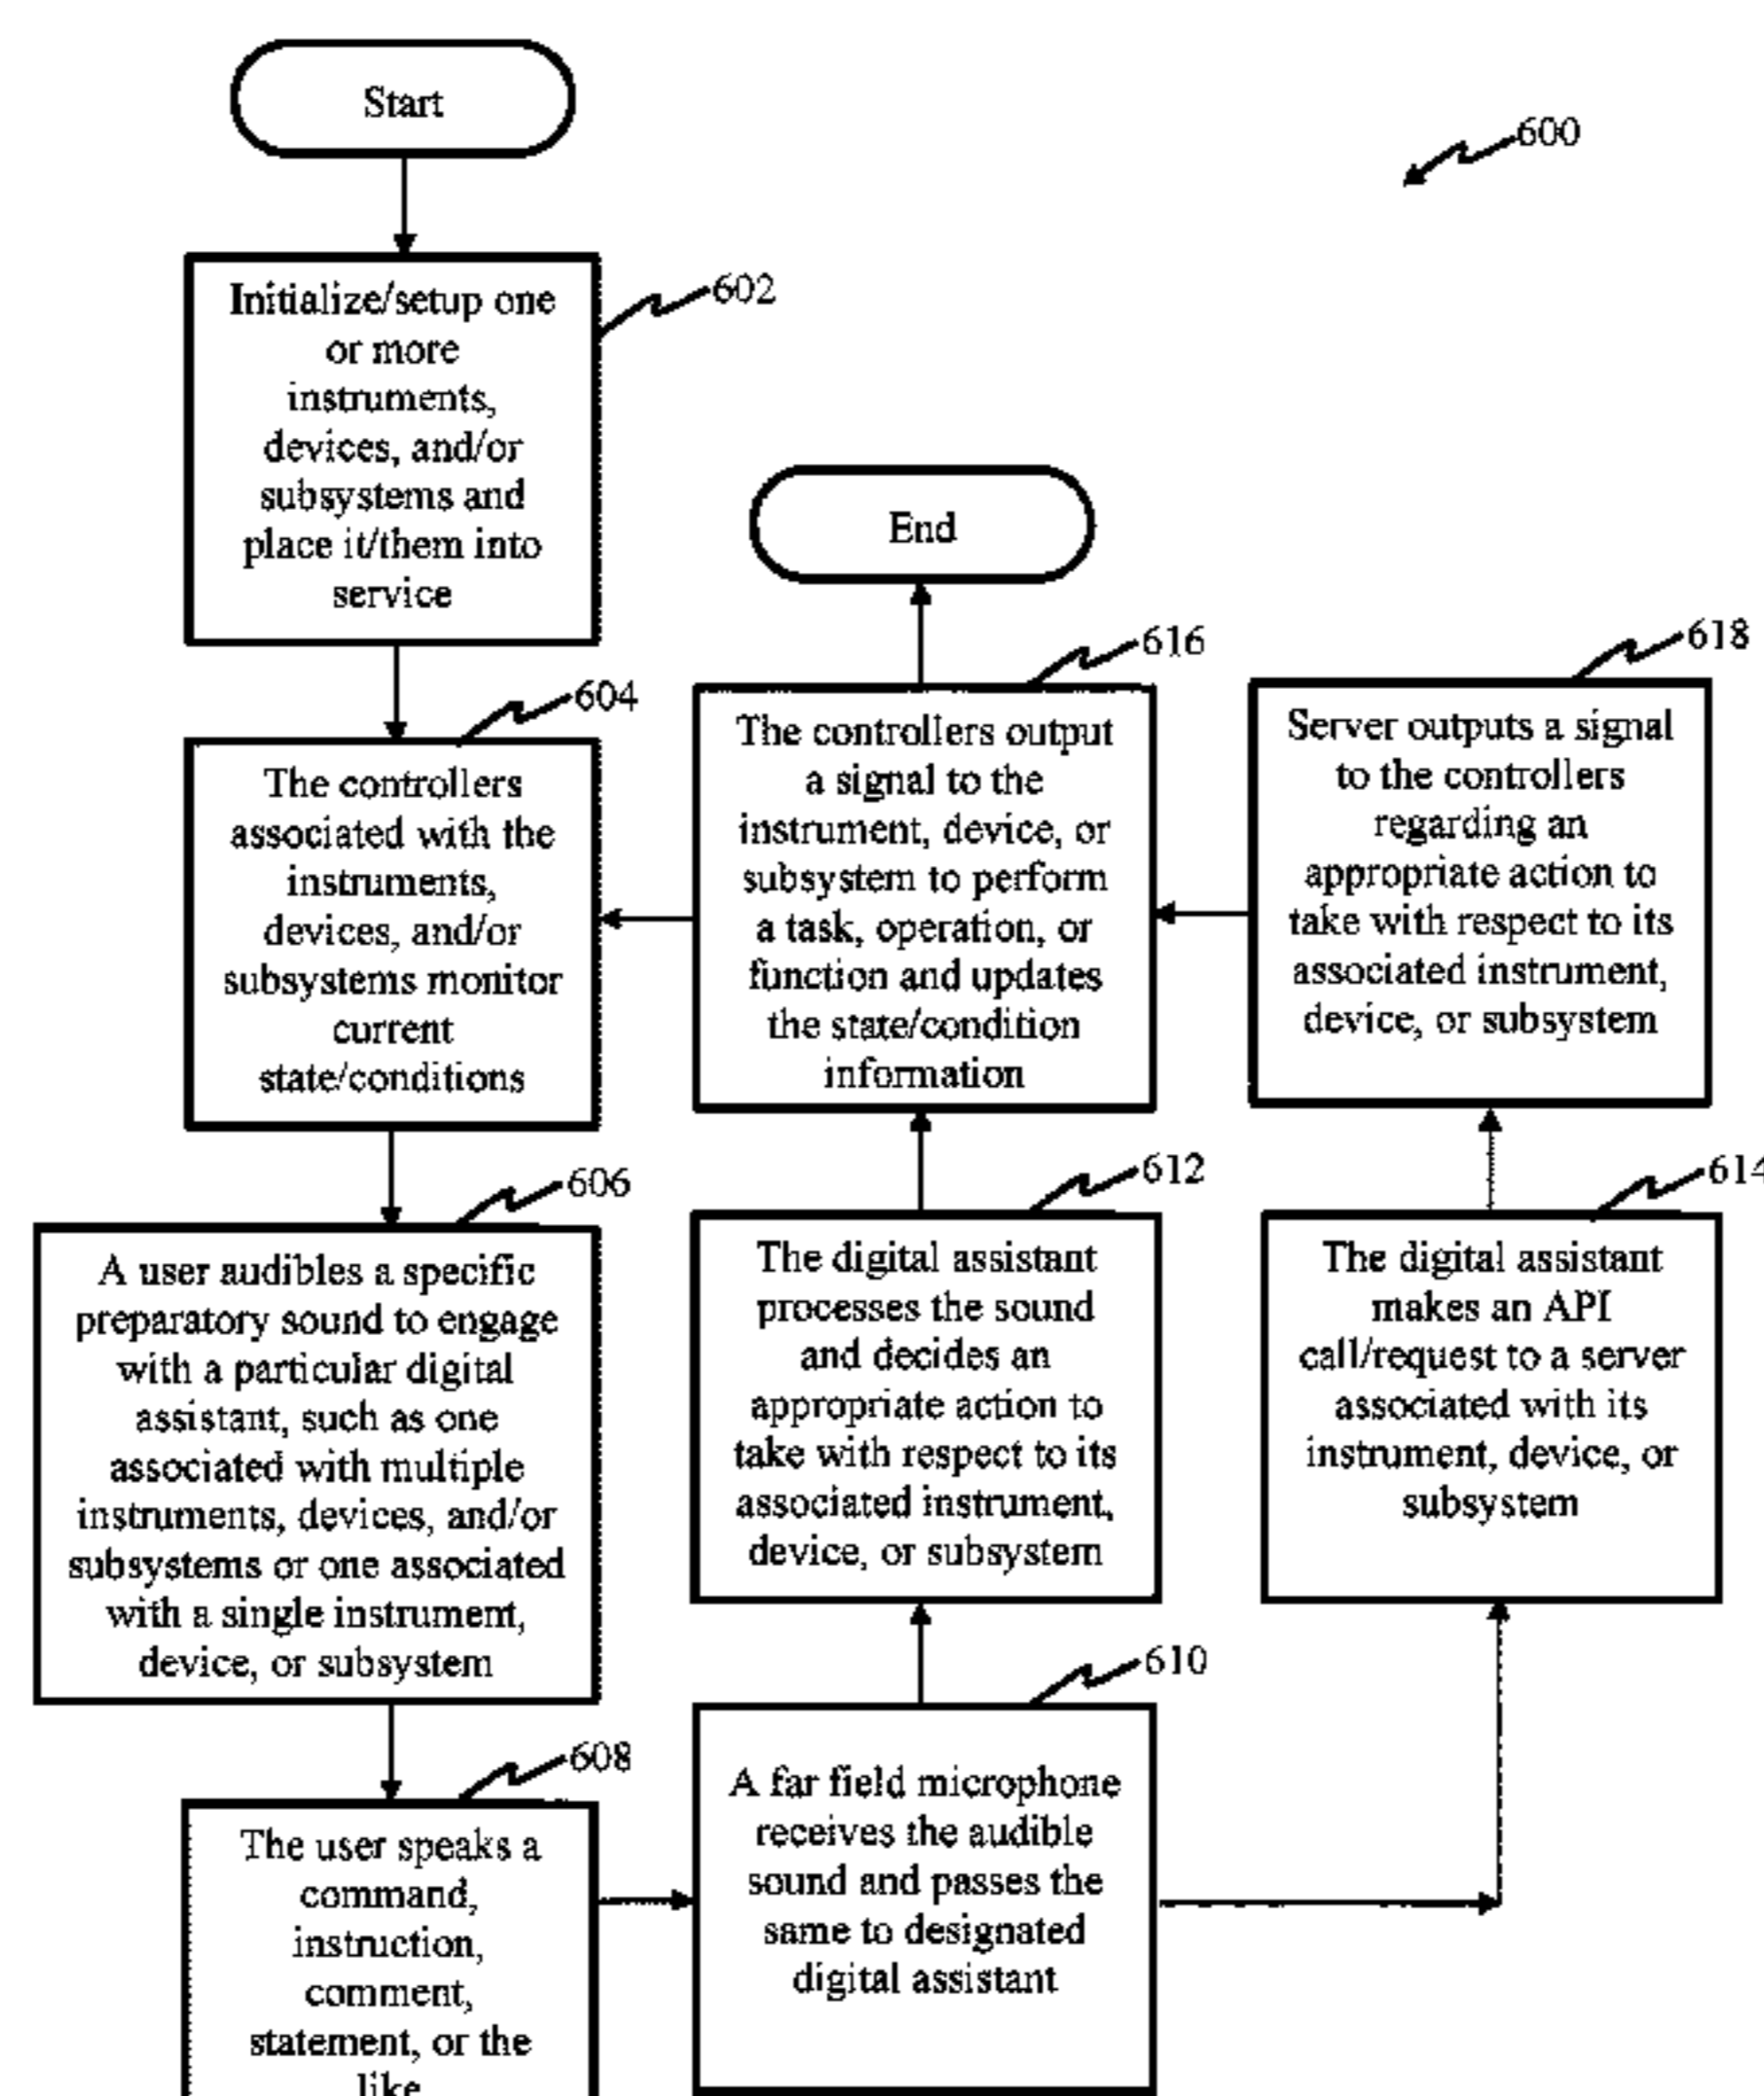 Start
600
Initialize/setup one
or more
instruments,
devices, and/or
subsystems and
place it/them into
service
602
The controllers
associated with the
instruments,
devices, and/or
subsystems monitor
current
state/conditions
604
A user audibles a specific
preparatory sound to engage
with a particular digital
assistant, such as one
associated with multiple
instruments, devices, and/or
subsystems or one associated
with a single instrument,
device, or subsystem
606
The user speaks a
command,
instruction,
comment,
statement, or the
like
608
A far field microphone
receives the audible
sound and passes the
same to designated
digital assistant
610
The digital assistant
processes the sound
and decides an
appropriate action to
take with respect to its
associated instrument,
device, or subsystem
612
The digital assistant
makes an API
call/request to a server
associated with its
instrument, device, or
subsystem
614
Server outputs a signal
to the controllers
regarding an
appropriate action to
take with respect to its
associated instrument,
device, or subsystem
618
The controllers output
a signal to the
instrument, device, or
subsystem to perform
a task, operation, or
function and updates
the state/condition
information
616
End